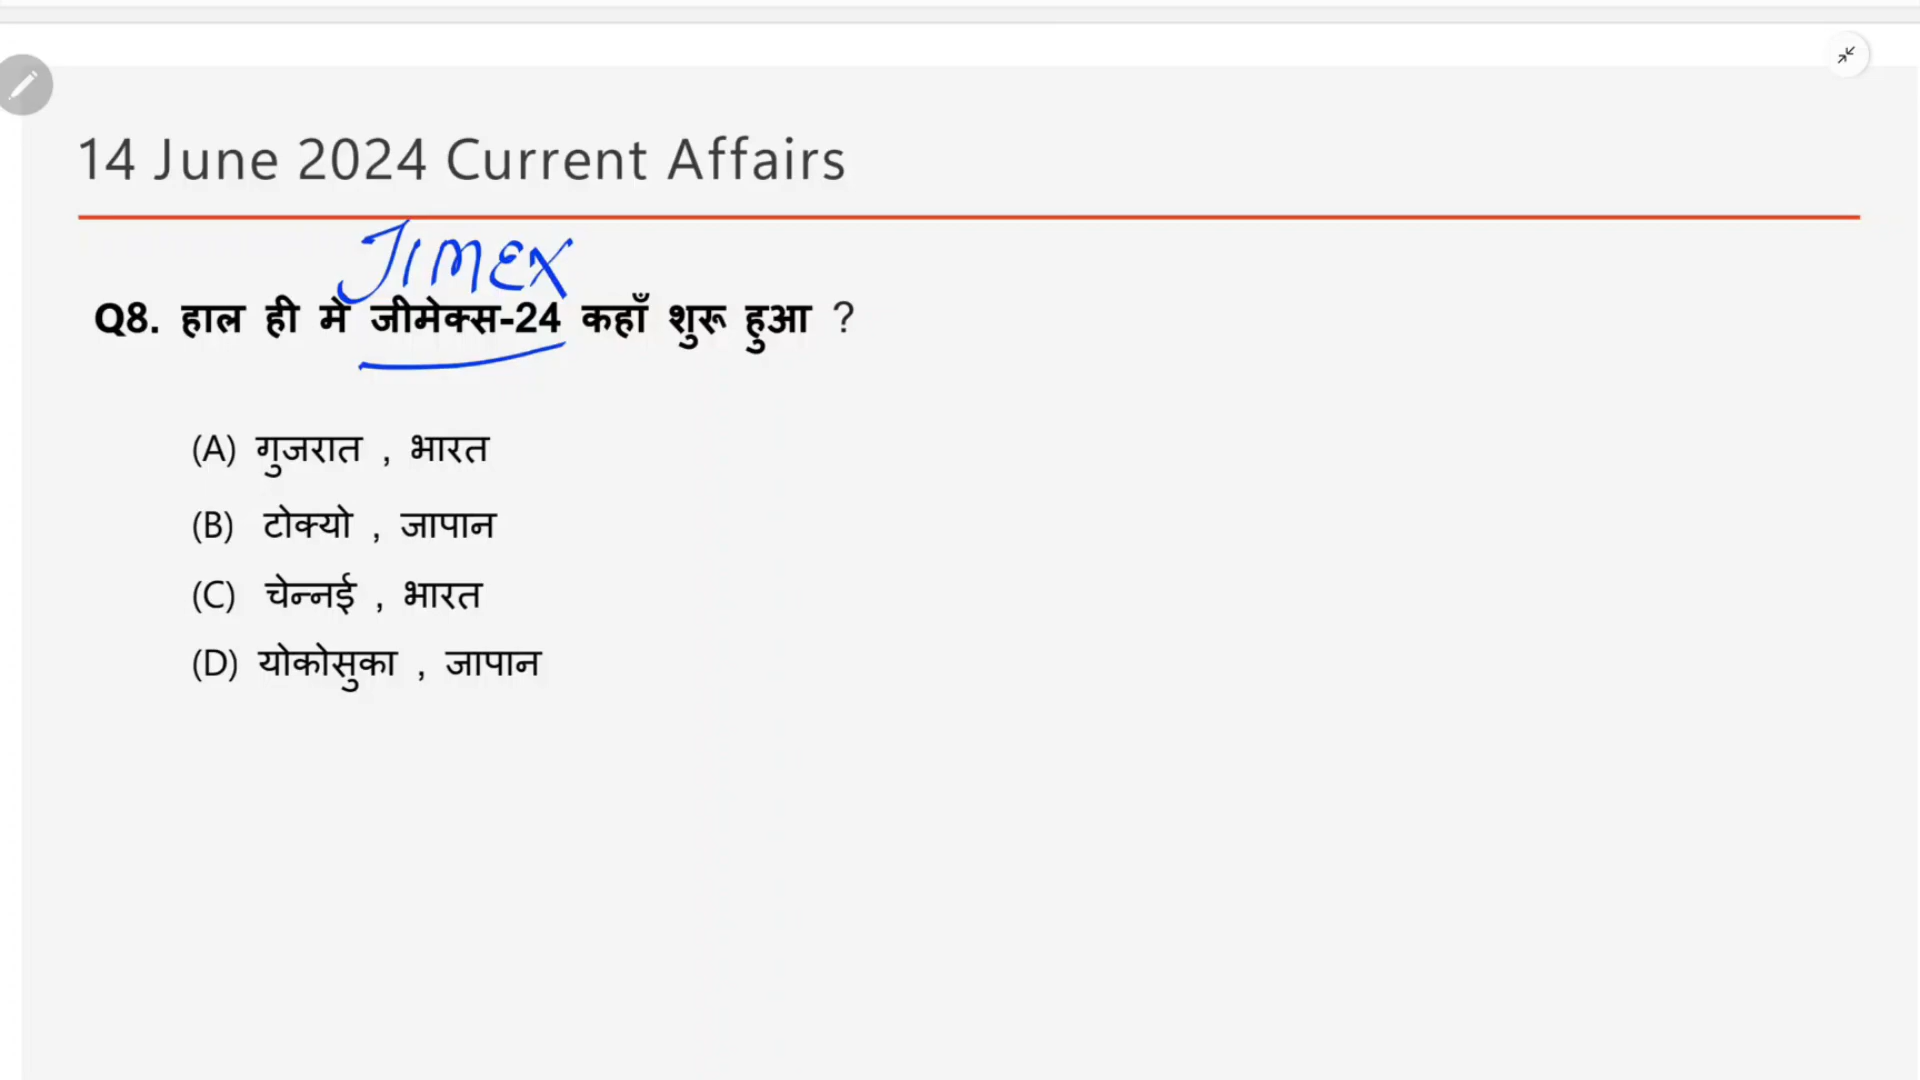 14 June 2024 Current Affairs
JIMEX
Q8. हाल ही मे जीमेक्स-24 कहाँ शुरू हुआ ?
(A) गुजरात , भारत
(B) टोक्यो , जापान
(C) चेन्नई , भारत
(D) योकोसुका , जापान